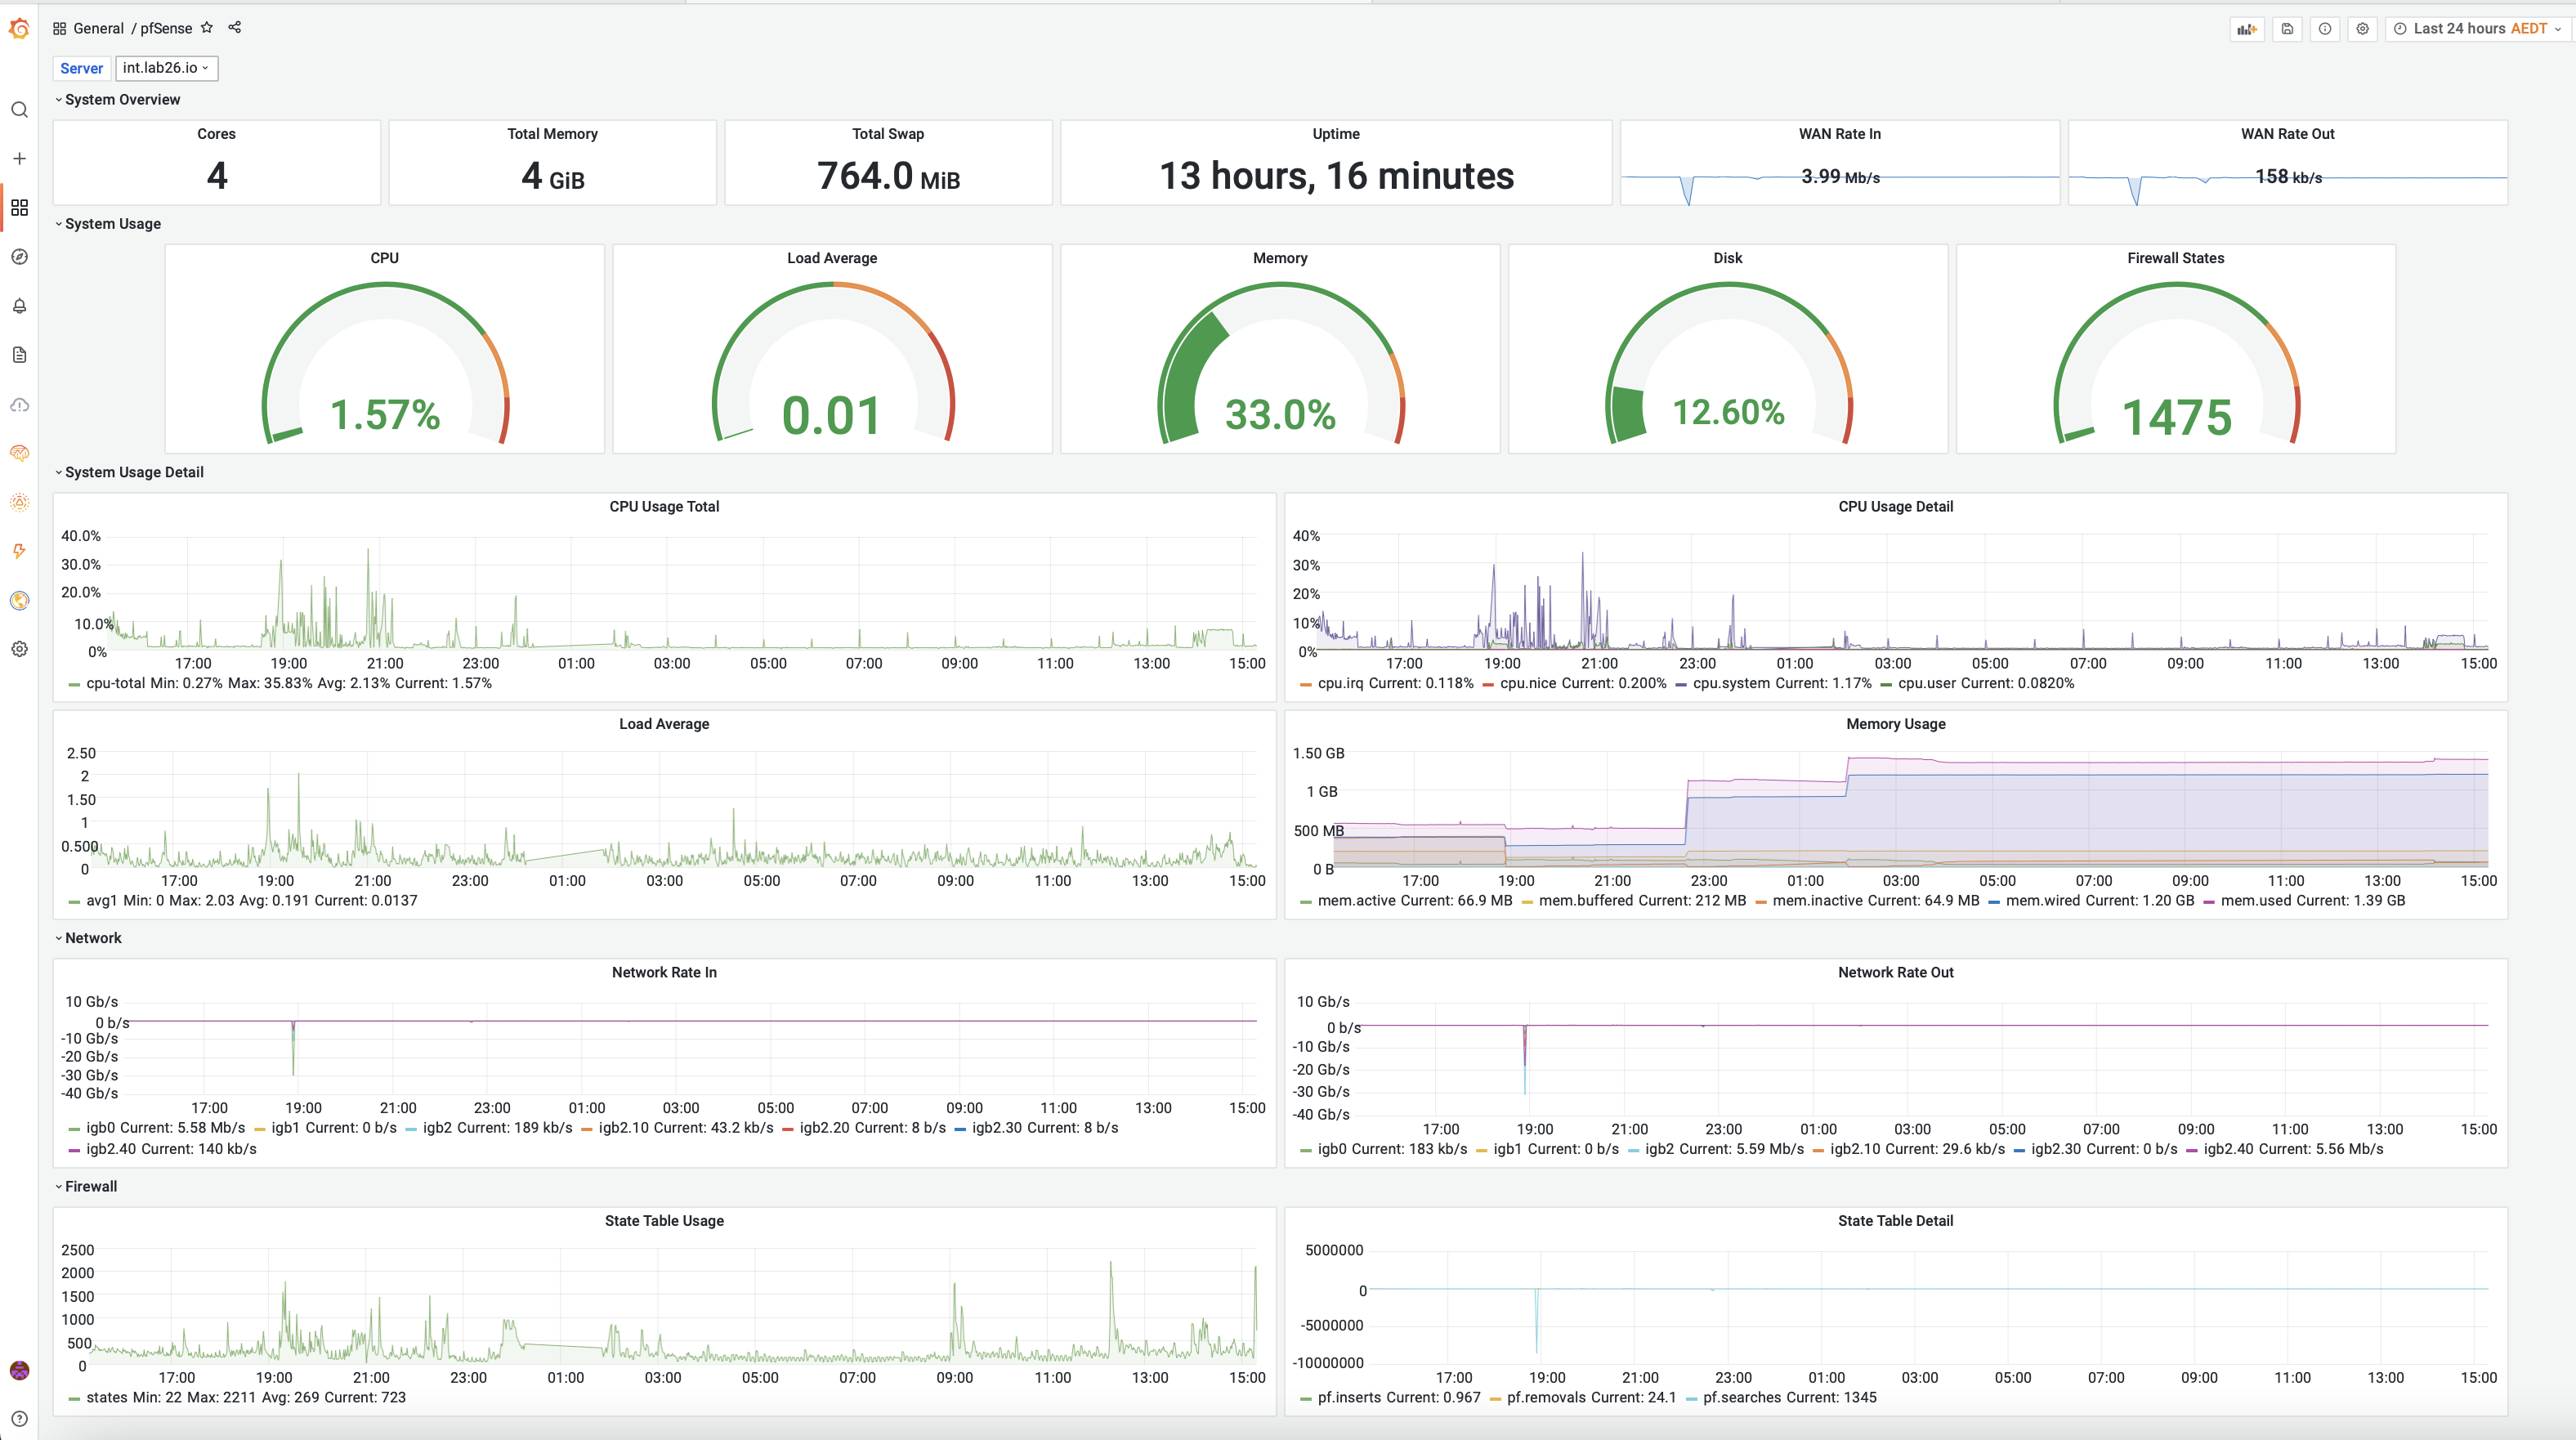 General / pfSense
Last 24 hours AEDT
Server int.lab26.io
System Overview
Cores
4
Total Memory
4 GiB
Total Swap
764.0 MiB
Uptime
13 hours, 16 minutes
WAN Rate In
3.99 Mb/s
WAN Rate Out
158 kb/s
System Usage
CPU
1.57%
Load Average
0.01
Memory
33.0%
Disk
12.60%
Firewall States
1475
System Usage Detail
CPU Usage Total
40.0%
30.0%
20.0%
10.0%
0%
17:00 19:00 21:00 23:00 01:00 03:00 05:00 07:00 09:00 11:00 13:00 15:00
cpu-total Min: 0.27% Max: 35.83% Avg: 2.13% Current: 1.57%
CPU Usage Detail
40%
30%
20%
10%
0%
17:00 19:00 21:00 23:00 01:00 03:00 05:00 07:00 09:00 11:00 13:00 15:00
cpu.irq Current: 0.118% cpu.nice Current: 0.200% cpu.system Current: 1.17% cpu.user Current: 0.0820%
Load Average
2.50
2
1.50
1
0.500
0
17:00 19:00 21:00 23:00 01:00 03:00 05:00 07:00 09:00 11:00 13:00 15:00
avg1 Min: 0 Max: 2.03 Avg: 0.191 Current: 0.0137
Memory Usage
1.50 GB
1 GB
500 MB
0 B
17:00 19:00 21:00 23:00 01:00 03:00 05:00 07:00 09:00 11:00 13:00 15:00
mem.active Current: 66.9 MB mem.buffered Current: 212 MB mem.inactive Current: 64.9 MB mem.wired Current: 1.20 GB mem.used Current: 1.39 GB
Network
Network Rate In
10 Gb/s
0 b/s
-10 Gb/s
-20 Gb/s
-30 Gb/s
-40 Gb/s
17:00 19:00 21:00 23:00 01:00 03:00 05:00 07:00 09:00 11:00 13:00 15:00
igb0 Current: 5.58 Mb/s igb1 Current: 0 b/s igb2 Current: 189 kb/s igb2.10 Current: 43.2 kb/s igb2.20 Current: 8 b/s igb2.30 Current: 8 b/s
igb2.40 Current: 140 kb/s
Network Rate Out
10 Gb/s
0 b/s
-10 Gb/s
-20 Gb/s
-30 Gb/s
-40 Gb/s
17:00 19:00 21:00 23:00 01:00 03:00 05:00 07:00 09:00 11:00 13:00 15:00
igb0 Current: 183 kb/s igb1 Current: 0 b/s igb2 Current: 5.59 Mb/s igb2.10 Current: 29.6 kb/s igb2.30 Current: 0 b/s igb2.40 Current: 5.56 Mb/s
Firewall
State Table Usage
2500
2000
1500
1000
500
0
17:00 19:00 21:00 23:00 01:00 03:00 05:00 07:00 09:00 11:00 13:00 15:00
states Min: 22 Max: 2211 Avg: 269 Current: 723
State Table Detail
5000000
0
-5000000
-10000000
17:00 19:00 21:00 23:00 01:00 03:00 05:00 07:00 09:00 11:00 13:00 15:00
pf.inserts Current: 0.967 pf.removals Current: 24.1 pf.searches Current: 1345